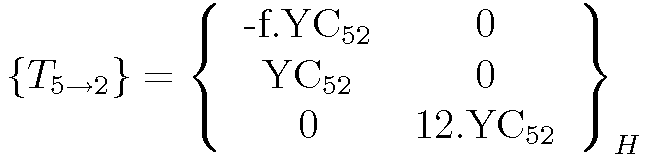 -f.YC₅₂ 0
{T₅→₂} = { YC₅₂ 0 }
0 12.YC₅₂
H